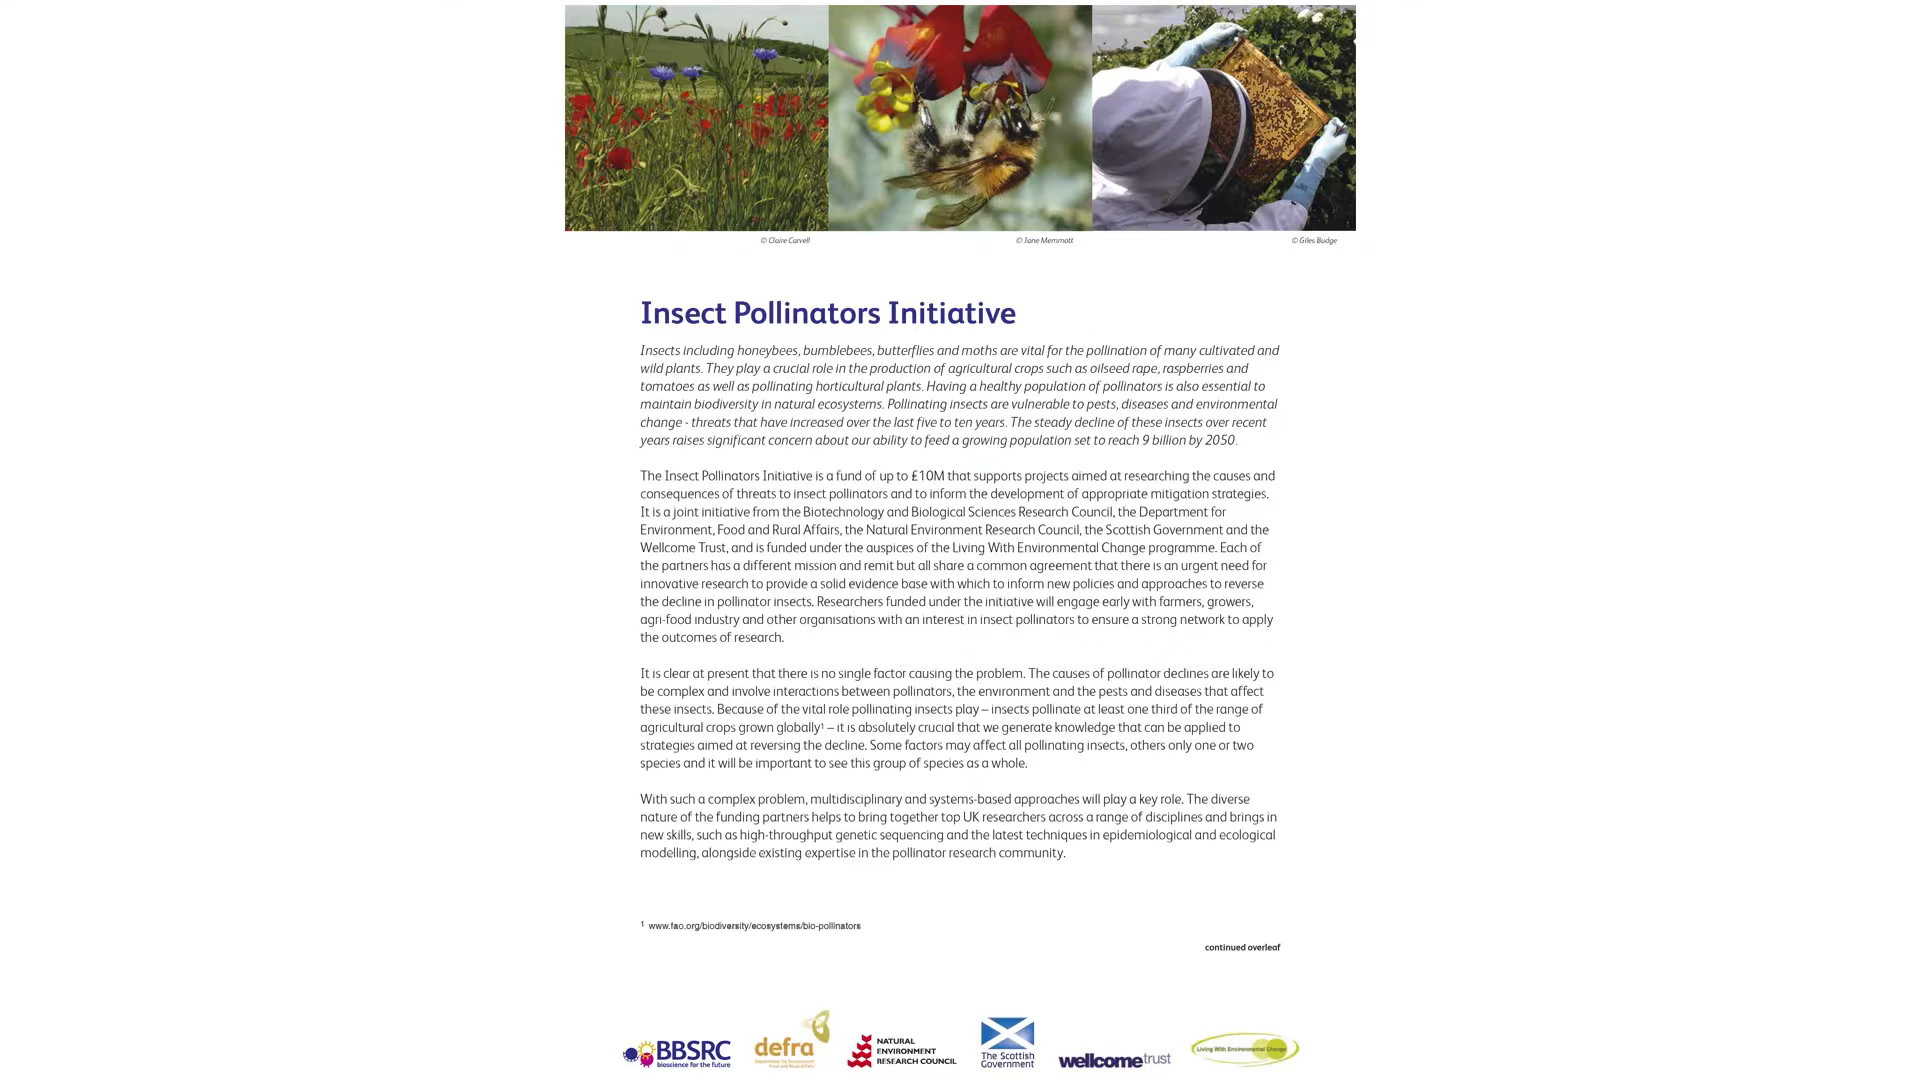 © Claire Carvell
© Jane Memmott
© Giles Budge
Insect Pollinators Initiative
Insects including honeybees, bumblebees, butterflies and moths are vital for the pollination of many cultivated and
wild plants. They play a crucial role in the production of agricultural crops such as oilseed rape, raspberries and
tomatoes as well as pollinating horticultural plants. Having a healthy population of pollinators is also essential to
maintain biodiversity in natural ecosystems. Pollinating insects are vulnerable to pests, diseases and environmental
change - threats that have increased over the last five to ten years. The steady decline of these insects over recent
years raises significant concern about our ability to feed a growing population set to reach 9 billion by 2050.
The Insect Pollinators Initiative is a fund of up to £10M that supports projects aimed at researching the causes and
consequences of threats to insect pollinators and to inform the development of appropriate mitigation strategies.
It is a joint initiative from the Biotechnology and Biological Sciences Research Council, the Department for
Environment, Food and Rural Affairs, the Natural Environment Research Council, the Scottish Government and the
Wellcome Trust, and is funded under the auspices of the Living With Environmental Change programme. Each of
the partners has a different mission and remit but all share a common agreement that there is an urgent need for
innovative research to provide a solid evidence base with which to inform new policies and approaches to reverse
the decline in pollinator insects. Researchers funded under the initiative will engage early with farmers, growers,
agri-food industry and other organisations with an interest in insect pollinators to ensure a strong network to apply
the outcomes of research.
It is clear at present that there is no single factor causing the problem. The causes of pollinator declines are likely to
be complex and involve interactions between pollinators, the environment and the pests and diseases that affect
these insects. Because of the vital role pollinating insects play – insects pollinate at least one third of the range of
agricultural crops grown globally¹ – it is absolutely crucial that we generate knowledge that can be applied to
strategies aimed at reversing the decline. Some factors may affect all pollinating insects, others only one or two
species and it will be important to see this group of species as a whole.
With such a complex problem, multidisciplinary and systems-based approaches will play a key role. The diverse
nature of the funding partners helps to bring together top UK researchers across a range of disciplines and brings in
new skills, such as high-throughput genetic sequencing and the latest techniques in epidemiological and ecological
modelling, alongside existing expertise in the pollinator research community.
¹ www.fao.org/biodiversity/ecosystems/bio-pollinators
continued overleaf
BBSRC
bioscience for the future
defra
Department for Environment
Food and Rural Affairs
NATURAL
ENVIRONMENT
RESEARCH COUNCIL
The Scottish
Government
wellcometrust
Living With Environmental Change